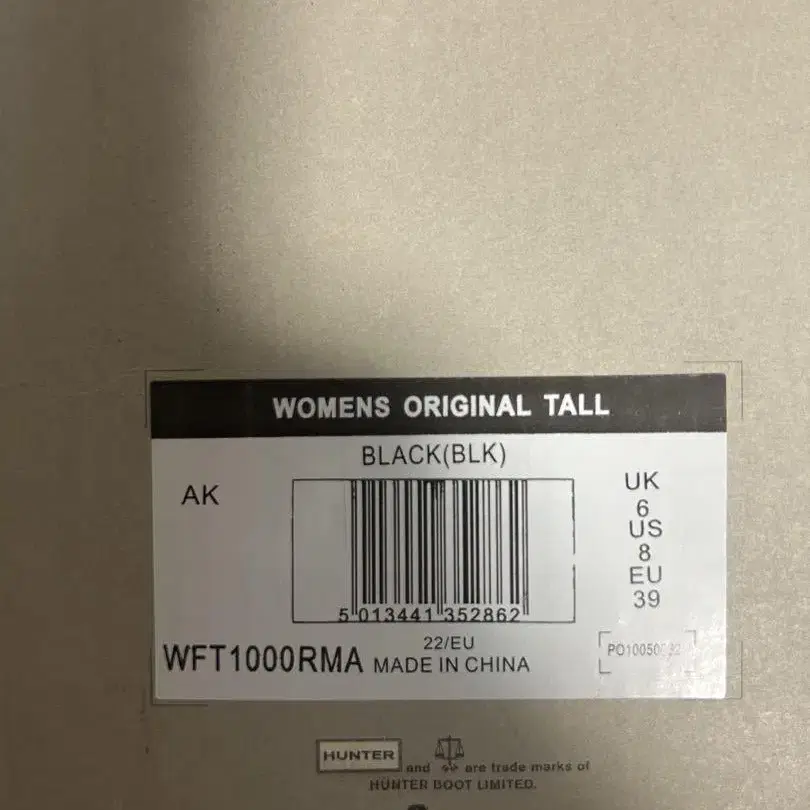 WOMENS ORIGINAL TALL
BLACK(BLK)
AK
UK
6
US
8
EU
39
5 013441 352862
22/EU
WFT1000RMA MADE IN CHINA
HUNTER and are trade marks of
HUNTER BOOT LIMITED.